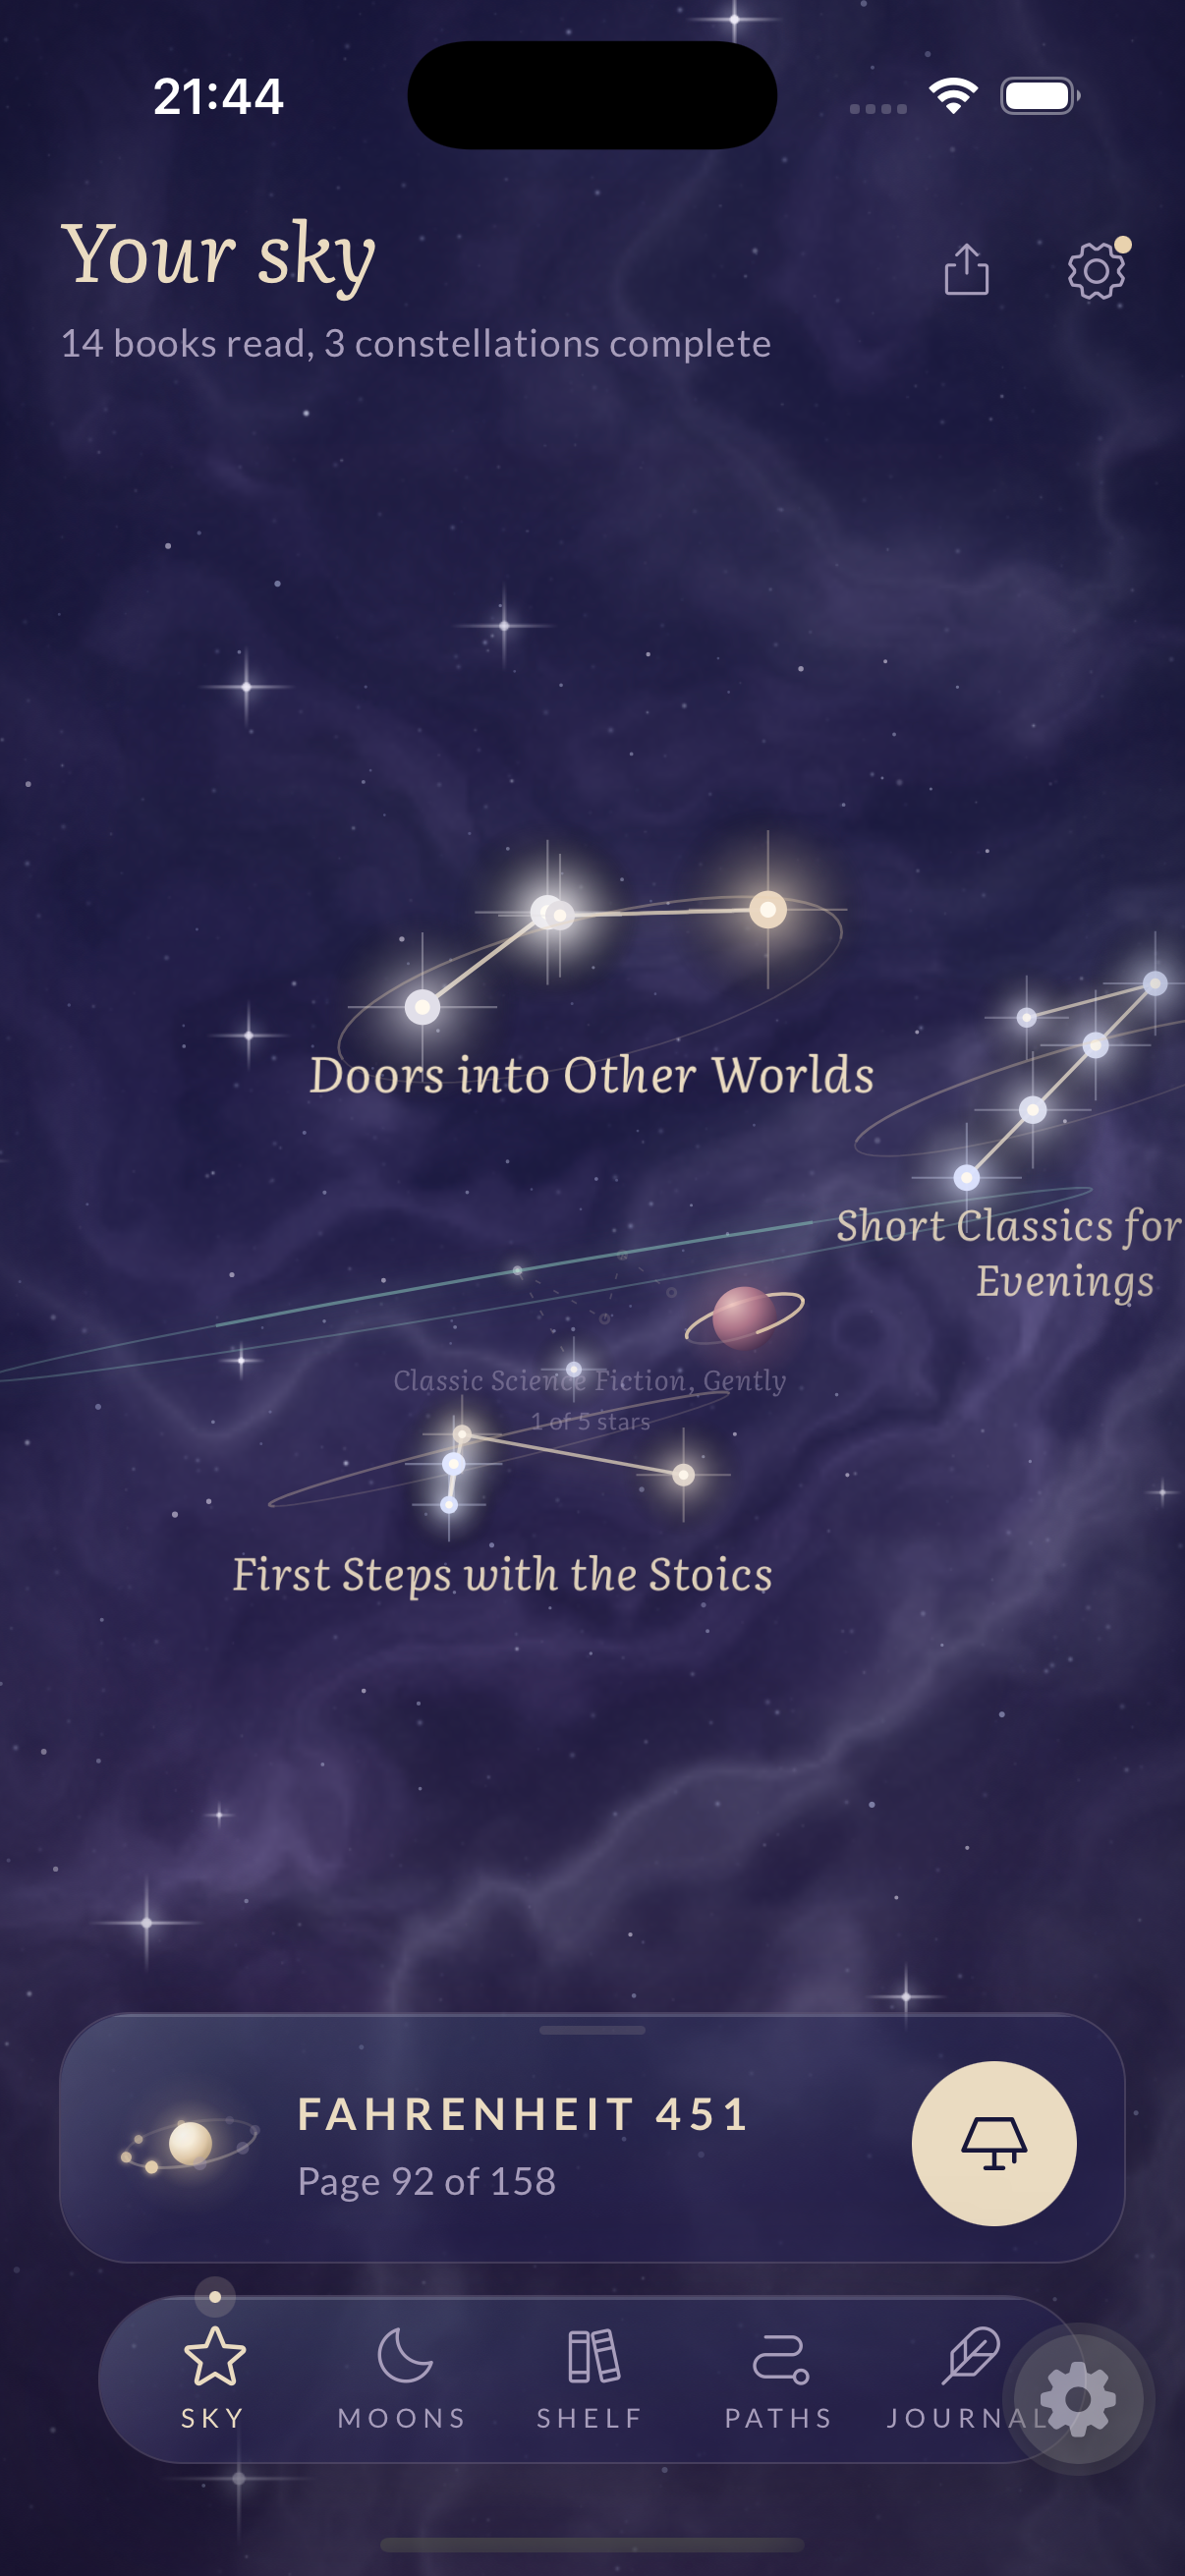 21:44
Your sky
14 books read, 3 constellations complete
Doors into Other Worlds
Short Classics for
Evenings
Classic Science Fiction, Gently
1 of 5 stars
First Steps with the Stoics
FAHRENHEIT 451
Page 92 of 158
SKY
MOONS
SHELF
PATHS
JOURNAL